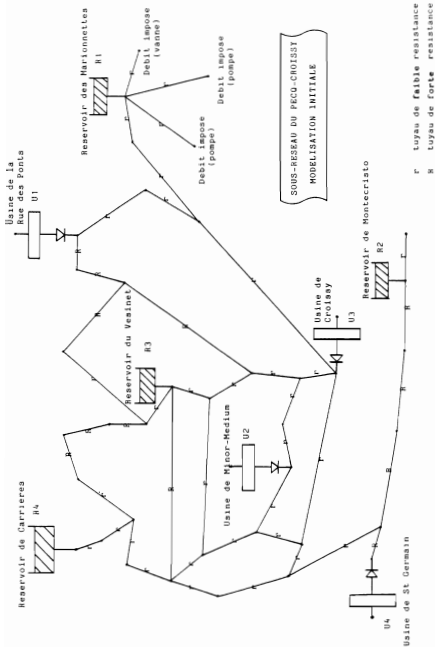 Reservoir des Marionnettes
R1
Debit impose
(vanne)
Debit impose
(pompe)
Debit impose
(pompe)
SOUS-RESEAU DU PECQ-CROISSY
MODELISATION INITIALE
Usine de la
Rue des Ponts
U1
Reservoir du Vesinet
R3
Usine de Croissy
U3
Reservoir de Montecristo
R2
Usine de Minor-Medium
U2
Reservoir de Carrieres
R4
Usine de St Germain
U4
r tuyau de faible resistance
R tuyau de forte resistance